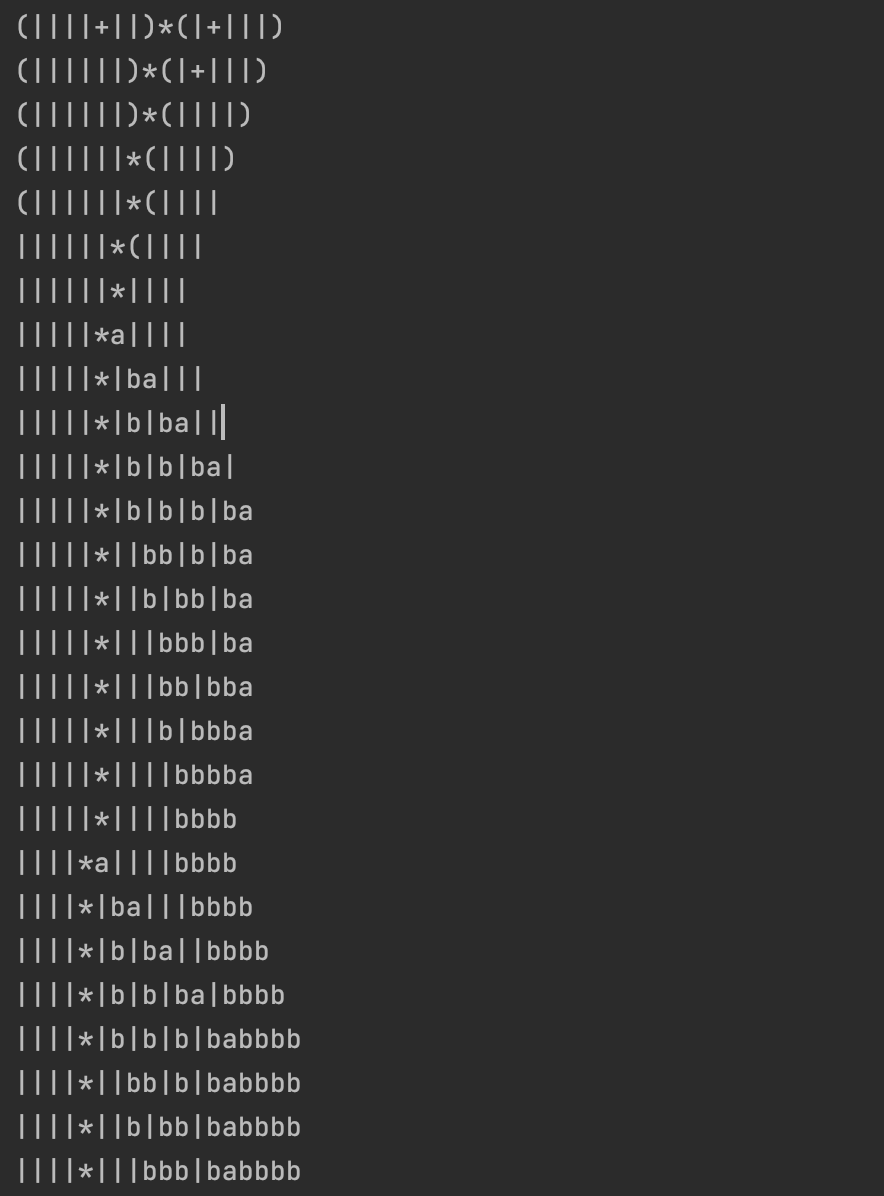 (||||+||)*(|+|||)
(||||||)*(|+|||)
(||||||)*(||||)
(||||||*(||||)
(||||||*(||||
||||||*(||||
||||||*||||
|||||*a||||
|||||*|ba|||
|||||*|b|ba||
|||||*|b|b|ba|
|||||*|b|b|b|ba
|||||*||bb|b|ba
|||||*||b|bb|ba
|||||*|||bbb|ba
|||||*|||bb|bba
|||||*|||b|bbba
|||||*||||bbbba
|||||*||||bbbb
||||*a||||bbbb
||||*|ba|||bbbb
||||*|b|ba||bbbb
||||*|b|b|ba|bbbb
||||*|b|b|b|babbbb
||||*||bb|b|babbbb
||||*||b|bb|babbbb
||||*|||bbb|babbbb